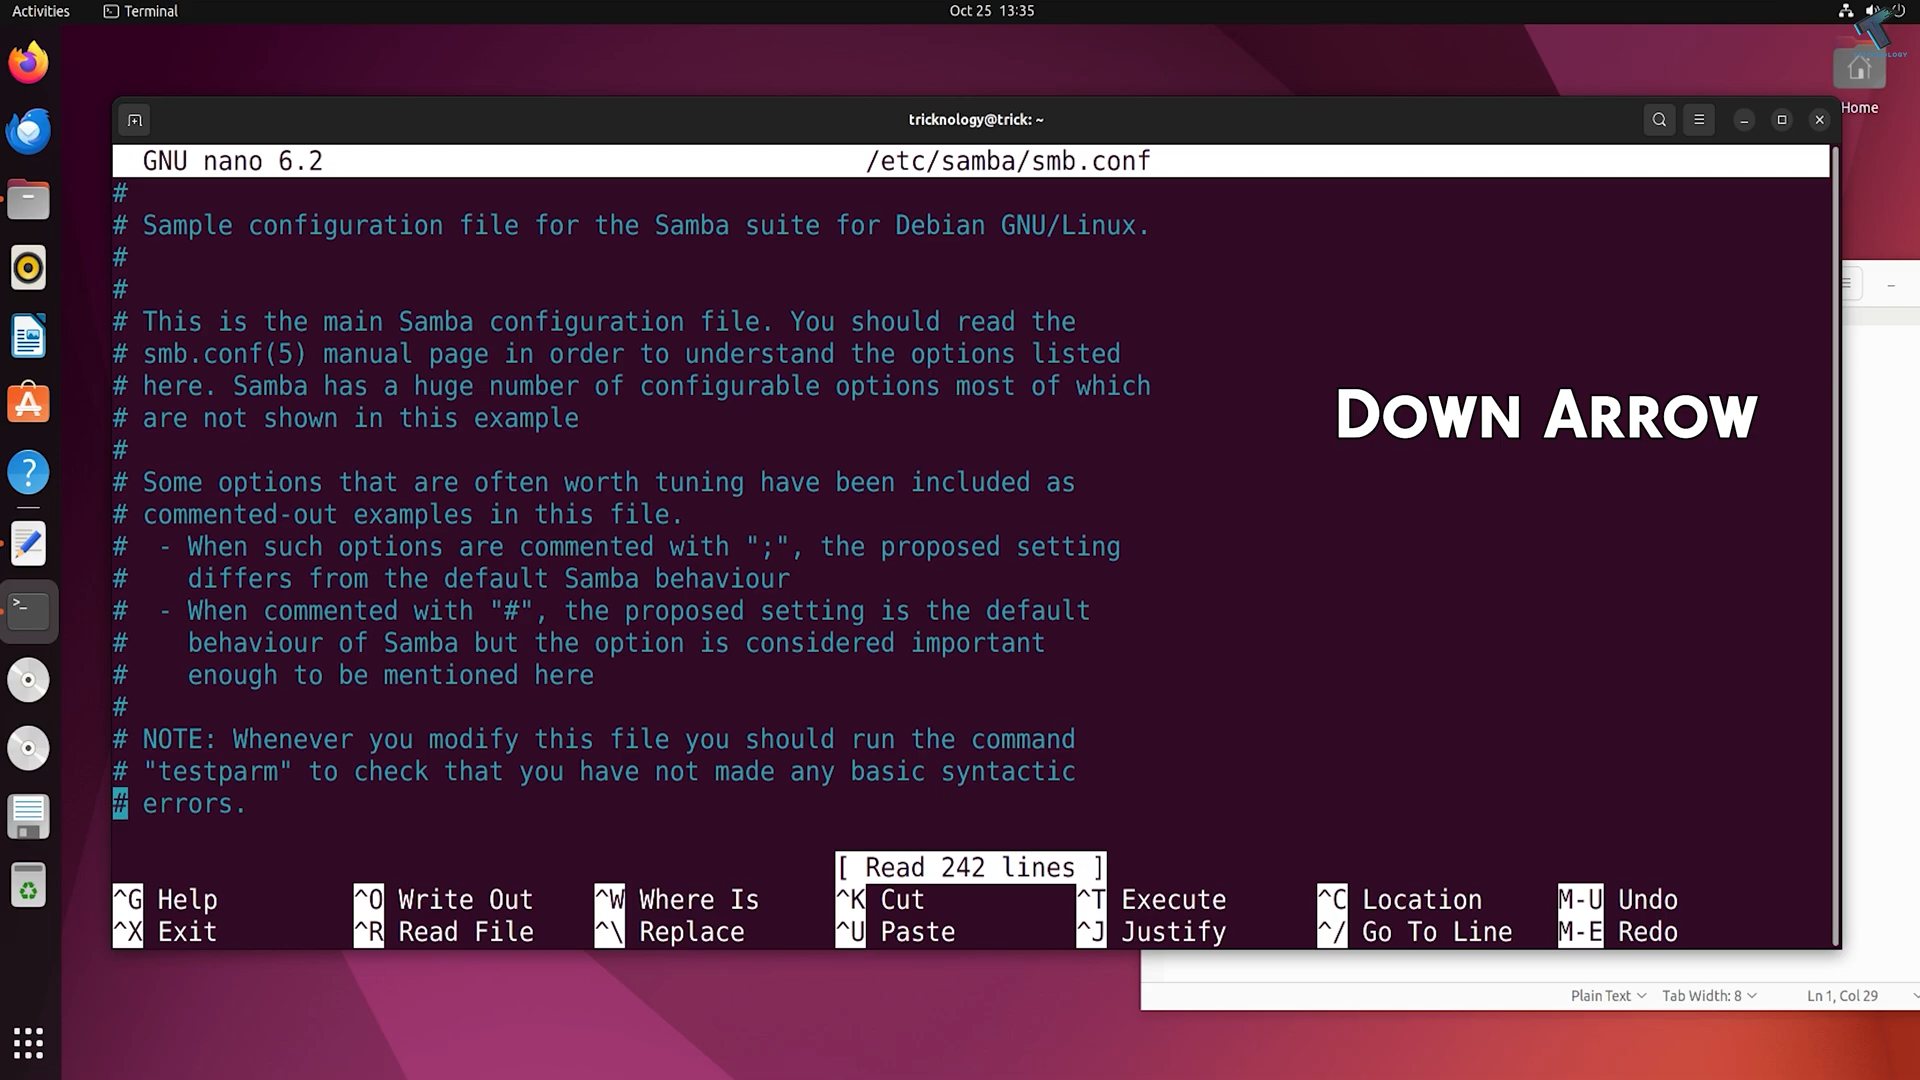 Activities Terminal Oct 25 13:35
Home
tricknology@trick: ~
GNU nano 6.2 /etc/samba/smb.conf
#
# Sample configuration file for the Samba suite for Debian GNU/Linux.
#
#
# This is the main Samba configuration file. You should read the
# smb.conf(5) manual page in order to understand the options listed
# here. Samba has a huge number of configurable options most of which
# are not shown in this example
#
# Some options that are often worth tuning have been included as
# commented-out examples in this file.
#  - When such options are commented with ";", the proposed setting
#    differs from the default Samba behaviour
#  - When commented with "#", the proposed setting is the default
#    behaviour of Samba but the option is considered important
#    enough to be mentioned here
#
# NOTE: Whenever you modify this file you should run the command
# "testparm" to check that you have not made any basic syntactic
# errors.
Down Arrow
[ Read 242 lines ]
^G Help ^O Write Out ^W Where Is ^K Cut ^T Execute ^C Location M-U Undo
^X Exit ^R Read File ^\ Replace ^U Paste ^J Justify ^/ Go To Line M-E Redo
Plain Text Tab Width: 8 Ln 1, Col 29